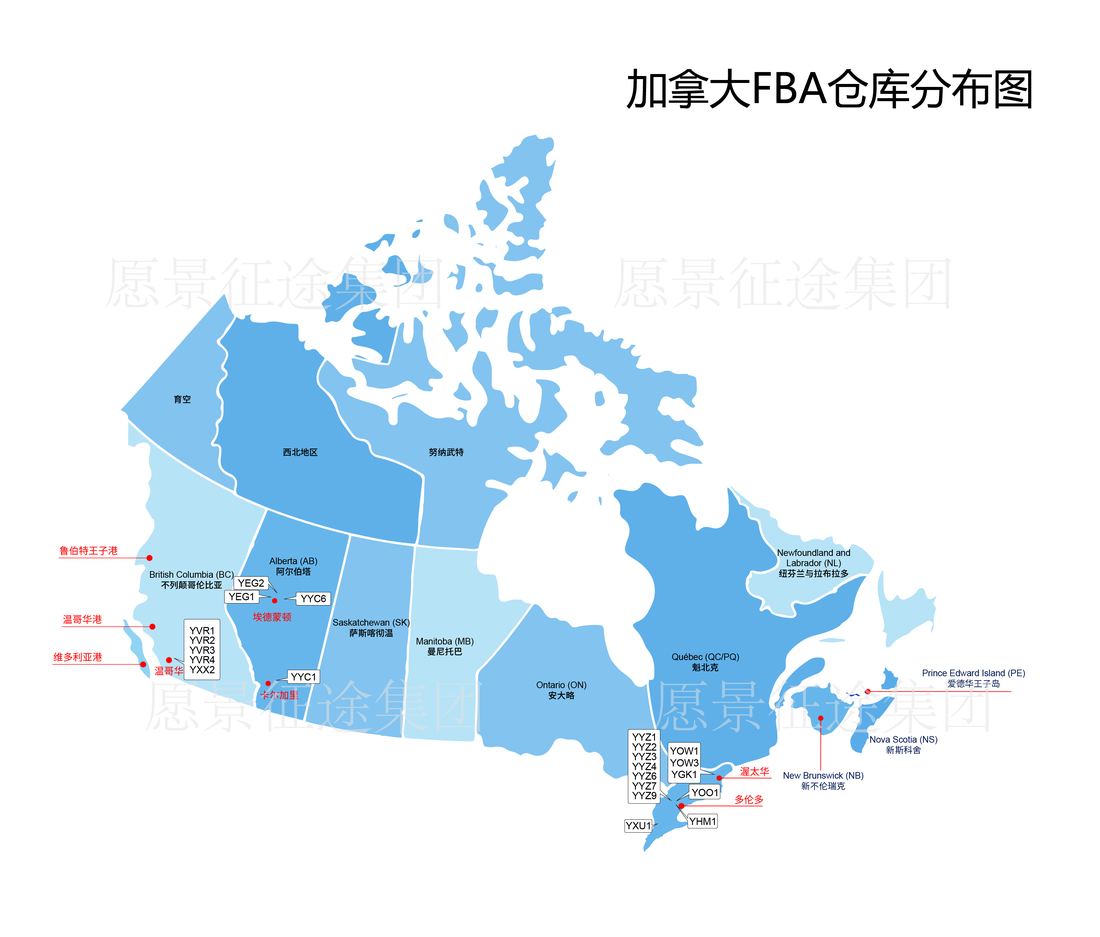 加拿大FBA仓库分布图
愿景征途集团
愿景征途集团
育空
西北地区
努纳武特
鲁伯特王子港
British Columbia (BC)
不列颠哥伦比亚
Alberta (AB)
阿尔伯塔
YEG2
YEG1
YYC6
埃德蒙顿
Newfoundland and
Labrador (NL)
纽芬兰与拉布拉多
温哥华港
维多利亚港
温哥华
YVR1
YVR2
YVR3
YVR4
YXX2
Saskatchewan (SK)
萨斯喀彻温
Manitoba (MB)
曼尼托巴
YYC1
卡尔加里
Ontario (ON)
安大略
Québec (QC/PQ)
魁北克
Prince Edward Island (PE)
爱德华王子岛
愿景征途集团
愿景征途集团
Nova Scotia (NS)
新斯科舍
New Brunswick (NB)
新不伦瑞克
YYZ1
YYZ2
YYZ3
YYZ4
YYZ6
YYZ7
YYZ9
YOW1
YOW3
YGK1
渥太华
YOO1
多伦多
YXU1
YHM1